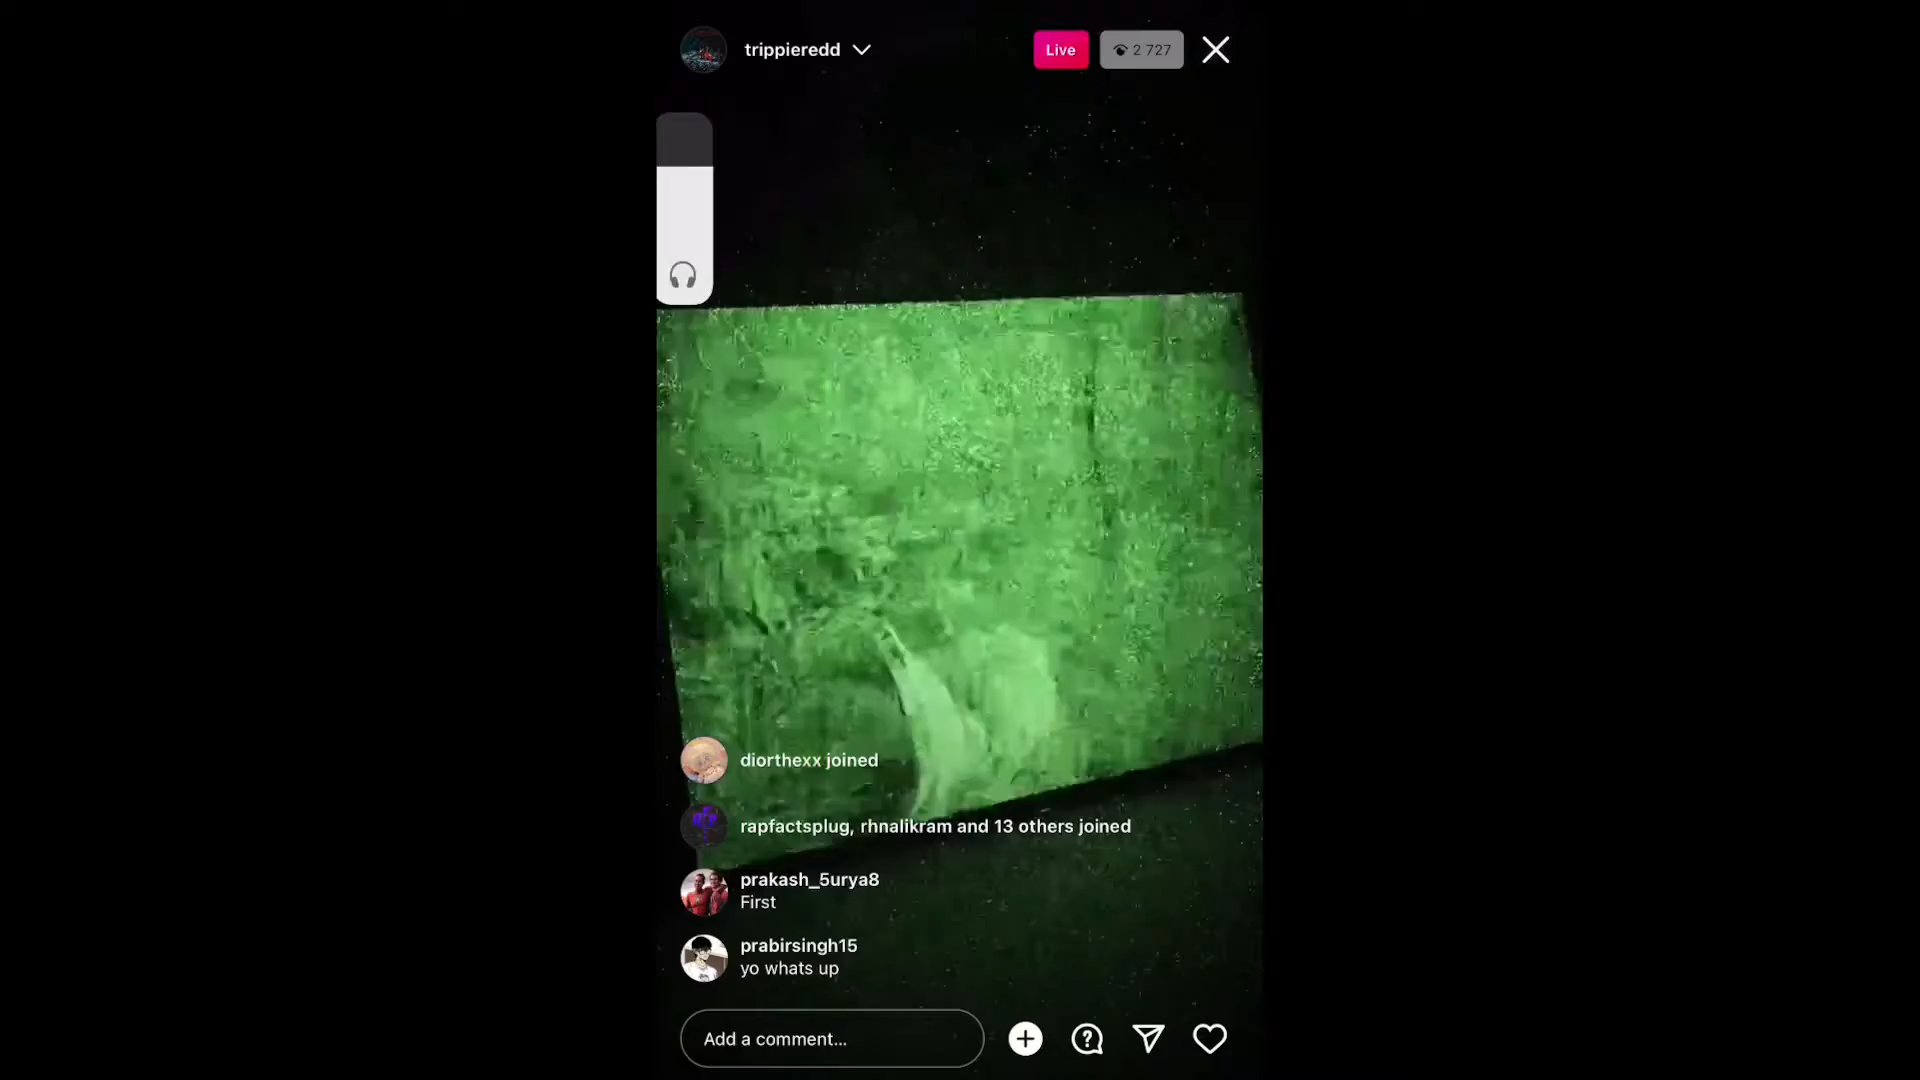 trippieredd
Live
2 727
diorthexx joined
rapfactsplug, rhnalikram and 13 others joined
prakash_5urya8
First
prabirsingh15
yo whats up
Add a comment...